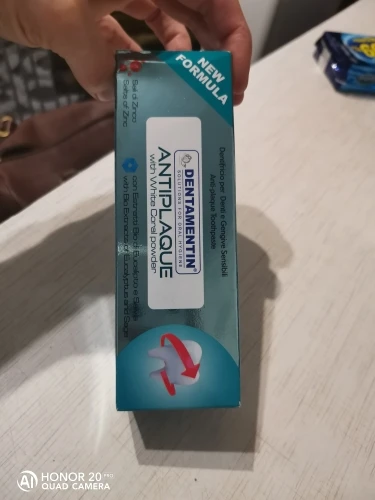 NEW
FORMULA
Dentifricio per Denti e Gengive Sensibili
Anti-plaque Toothpaste
DENTAMENTIN®
SOLUTIONS FOR ORAL HYGIENE
ANTIPLAQUE
with White Coral powder
Sali di Zinco
Salts of Zinc
con Estratti Bio di Eucalipto e Salvia
with Bio Extracts of Eucalyptus and Sage
HONOR 20 PRO
AI QUAD CAMERA